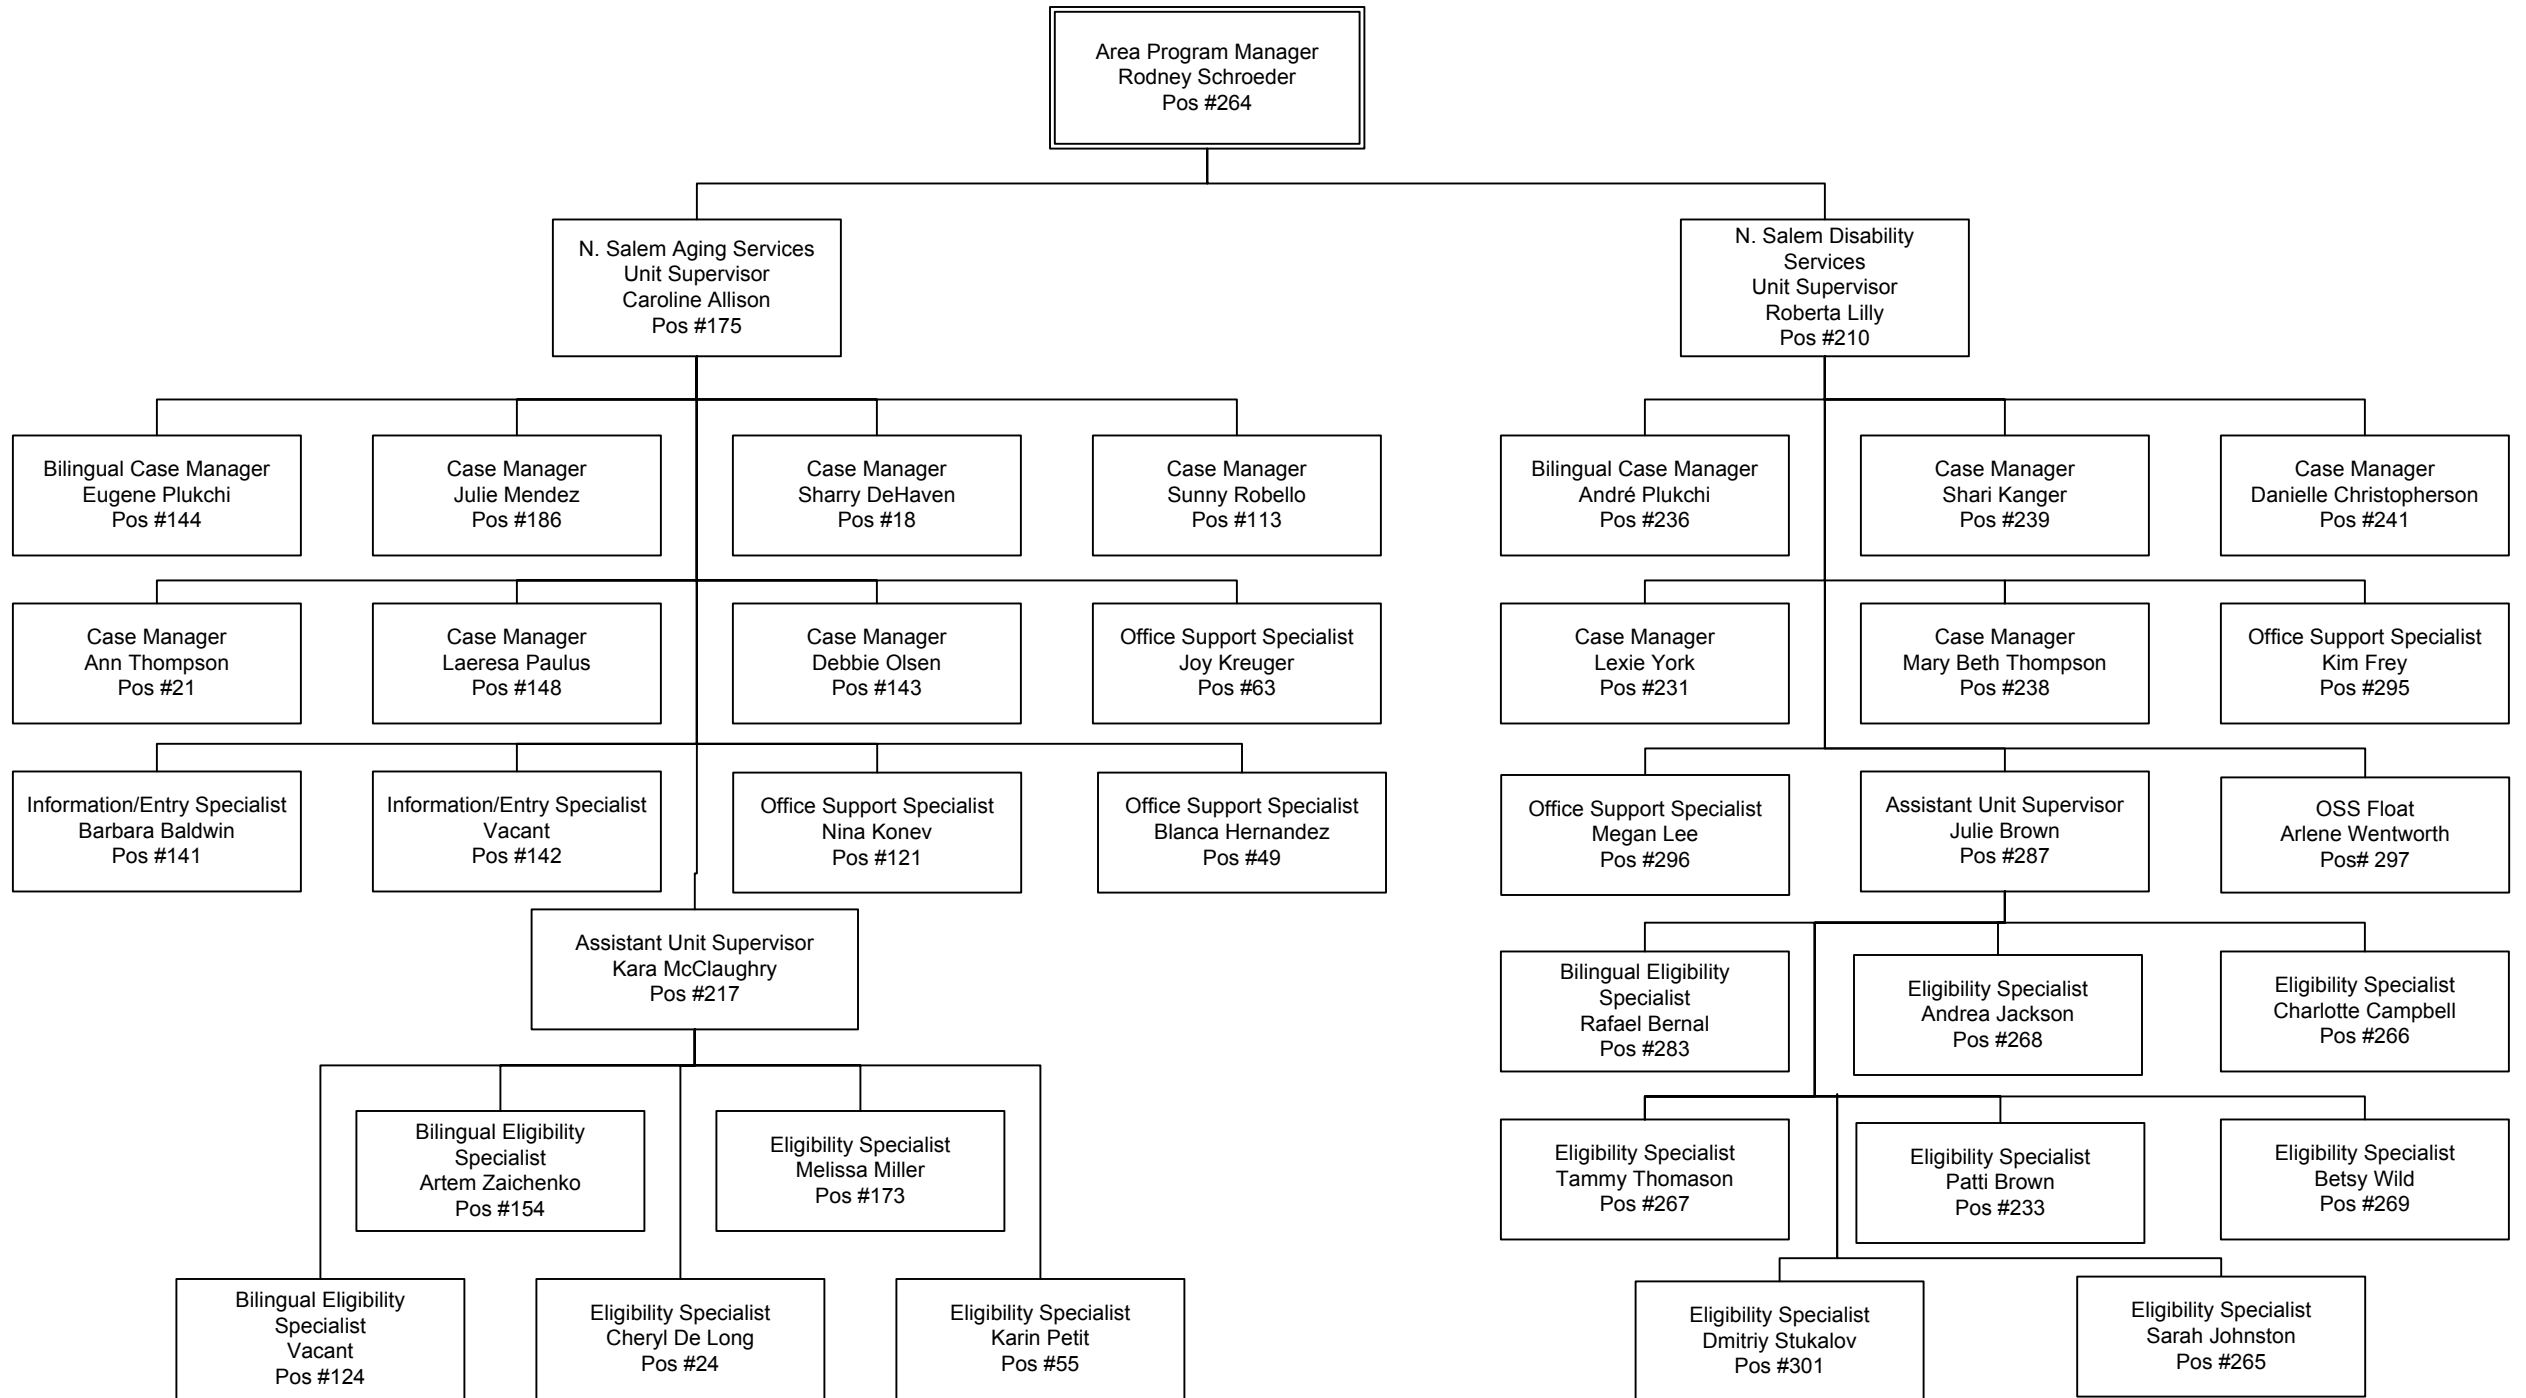 Area Program Manager
Rodney Schroeder
Pos #264
N. Salem Aging Services
Unit Supervisor
Caroline Allison
Pos #175
N. Salem Disability
Services
Unit Supervisor
Roberta Lilly
Pos #210
Bilingual Case Manager
Eugene Plukchi
Pos #144
Case Manager
Julie Mendez
Pos #186
Case Manager
Sharry DeHaven
Pos #18
Case Manager
Sunny Robello
Pos #113
Bilingual Case Manager
André Plukchi
Pos #236
Case Manager
Shari Kanger
Pos #239
Case Manager
Danielle Christopherson
Pos #241
Case Manager
Ann Thompson
Pos #21
Case Manager
Laeresa Paulus
Pos #148
Case Manager
Debbie Olsen
Pos #143
Office Support Specialist
Joy Kreuger
Pos #63
Case Manager
Lexie York
Pos #231
Case Manager
Mary Beth Thompson
Pos #238
Office Support Specialist
Kim Frey
Pos #295
Information/Entry Specialist
Barbara Baldwin
Pos #141
Information/Entry Specialist
Vacant
Pos #142
Office Support Specialist
Nina Konev
Pos #121
Office Support Specialist
Blanca Hernandez
Pos #49
Office Support Specialist
Megan Lee
Pos #296
Assistant Unit Supervisor
Julie Brown
Pos #287
OSS Float
Arlene Wentworth
Pos# 297
Assistant Unit Supervisor
Kara McClaughry
Pos #217
Bilingual Eligibility
Specialist
Rafael Bernal
Pos #283
Eligibility Specialist
Andrea Jackson
Pos #268
Eligibility Specialist
Charlotte Campbell
Pos #266
Bilingual Eligibility
Specialist
Artem Zaichenko
Pos #154
Eligibility Specialist
Melissa Miller
Pos #173
Eligibility Specialist
Tammy Thomason
Pos #267
Eligibility Specialist
Patti Brown
Pos #233
Eligibility Specialist
Betsy Wild
Pos #269
Bilingual Eligibility
Specialist
Vacant
Pos #124
Eligibility Specialist
Cheryl De Long
Pos #24
Eligibility Specialist
Karin Petit
Pos #55
Eligibility Specialist
Dmitriy Stukalov
Pos #301
Eligibility Specialist
Sarah Johnston
Pos #265